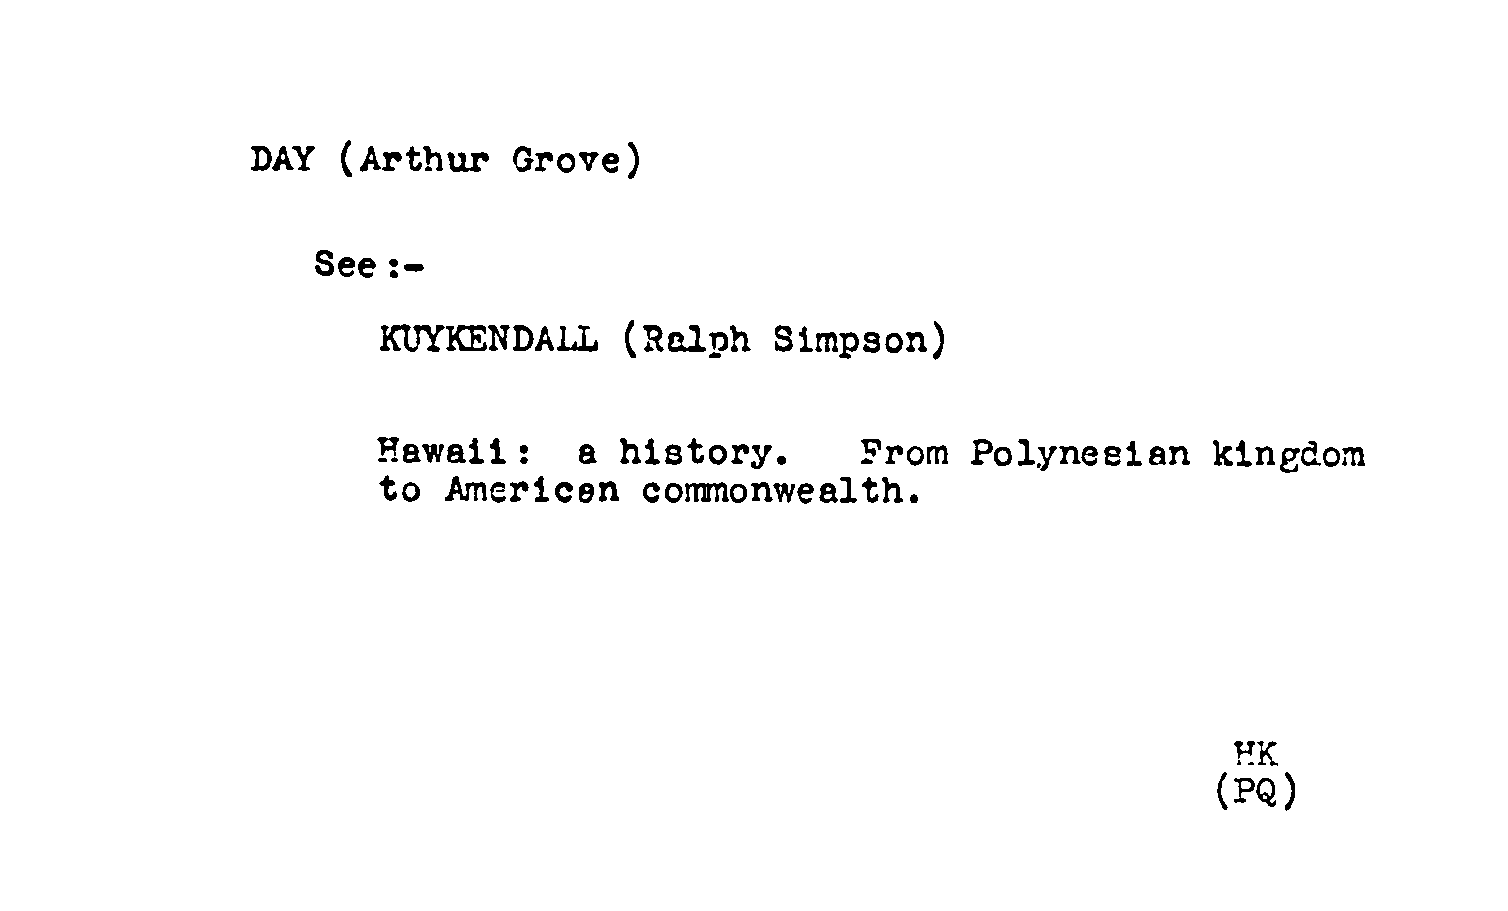 DAY (Arthur Grove)
See:-
KUYKENDALL (Ralph Simpson)
Hawaii: a history. From Polynesian kingdom
to American commonwealth.
HK
(PQ)